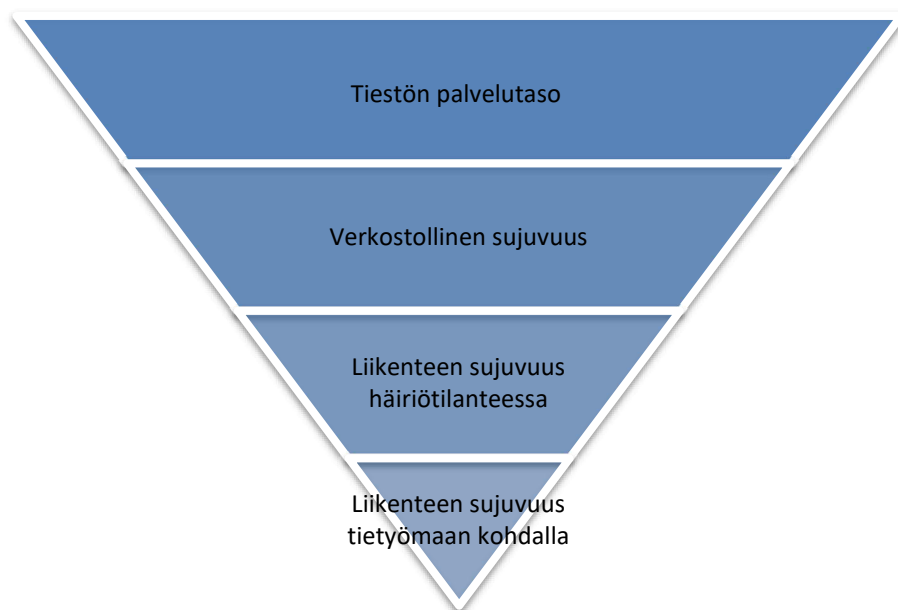 Tiestön palvelutaso
Verkostollinen sujuvuus
Liikenteen sujuvuus
häiriötilanteessa
Liikenteen sujuvuus
tietyömaan kohdalla